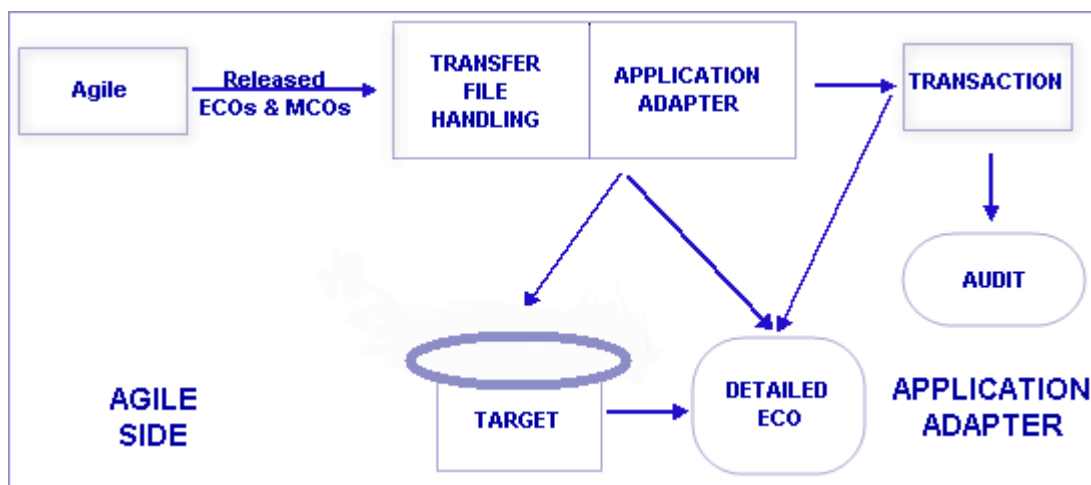 Agile
Released
ECOs & MCOs
TRANSFER
FILE
HANDLING
APPLICATION
ADAPTER
TRANSACTION
AUDIT
TARGET
DETAILED
ECO
AGILE
SIDE
APPLICATION
ADAPTER